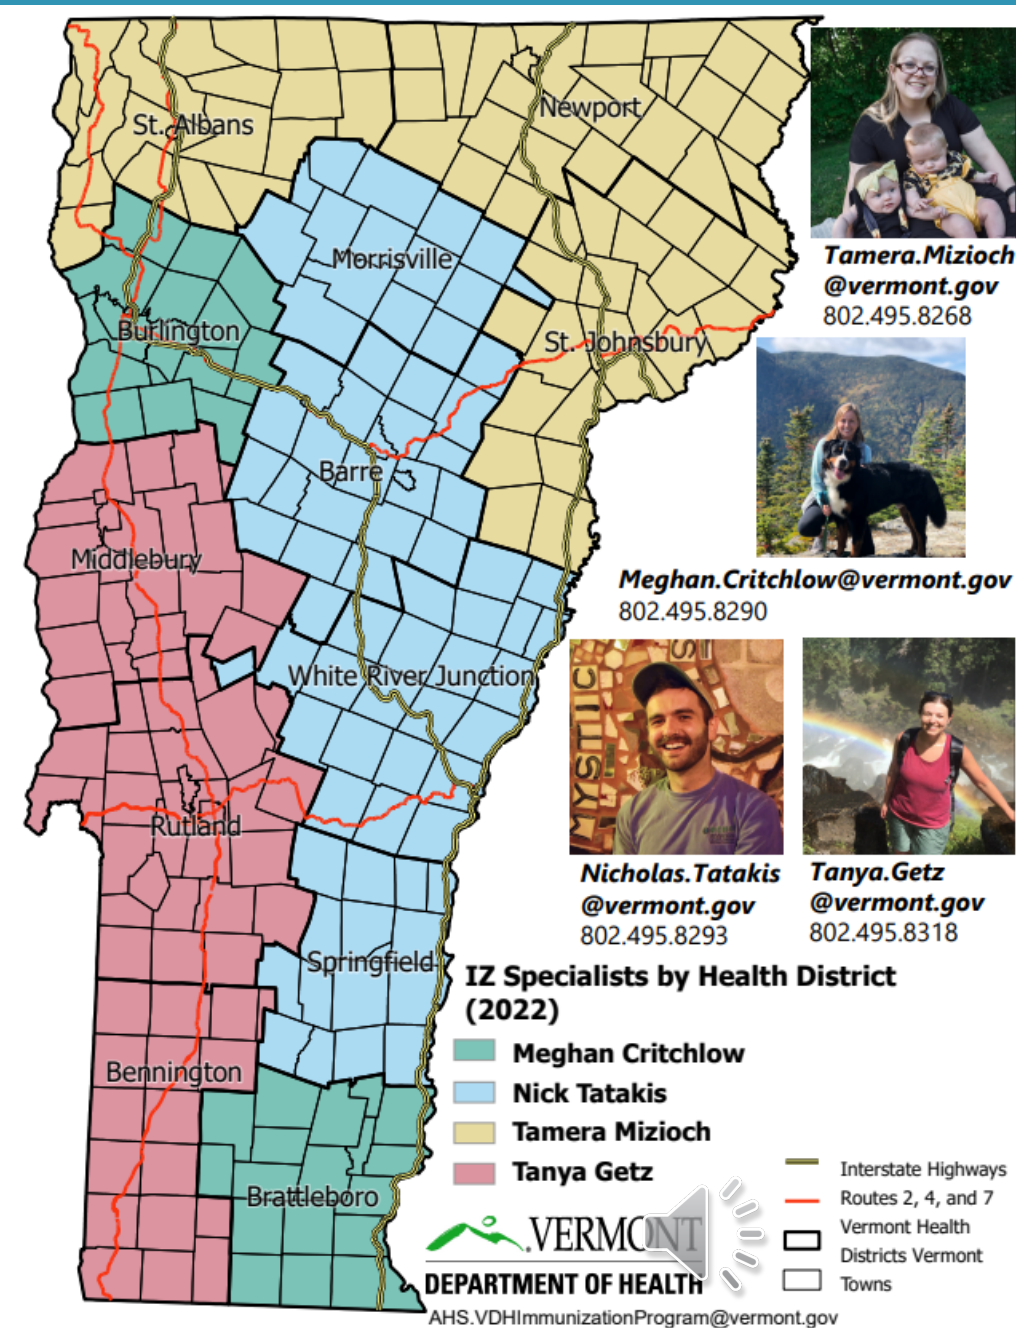 St. Albans
Newport
Tamera.Mizioch
@vermont.gov
802.495.8268
Morrisville
Burlington
St. Johnsbury
Barre
Middlebury
Meghan.Critchlow@vermont.gov
802.495.8290
White River Junction
MYSTIC
S
Rutland
Nicholas.Tatakis
@vermont.gov
802.495.8293
Tanya.Getz
@vermont.gov
802.495.8318
Springfield
IZ Specialists by Health District
(2022)
Meghan Critchlow
Nick Tatakis
Tamera Mizioch
Tanya Getz
Bennington
Brattleboro
Interstate Highways
Routes 2, 4, and 7
Vermont Health
Districts Vermont
Towns
VERMONT
DEPARTMENT OF HEALTH
AHS.VDHImmunizationProgram@vermont.gov